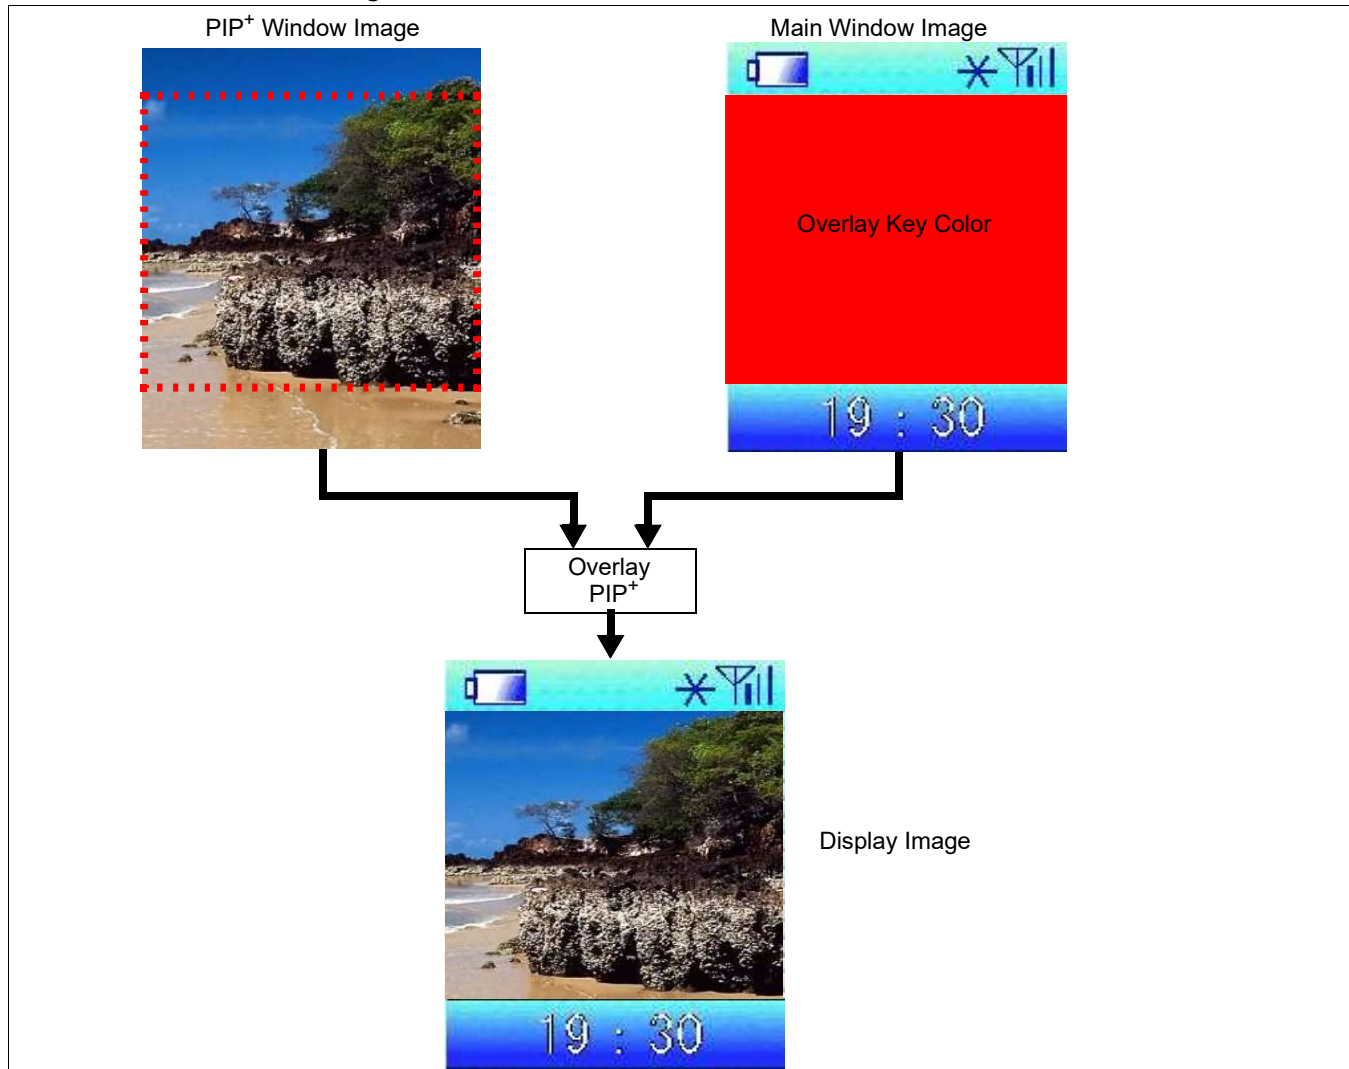 PIP+ Window Image
Main Window Image
Overlay Key Color
19 : 30
Overlay
PIP+
Display Image
19 : 30